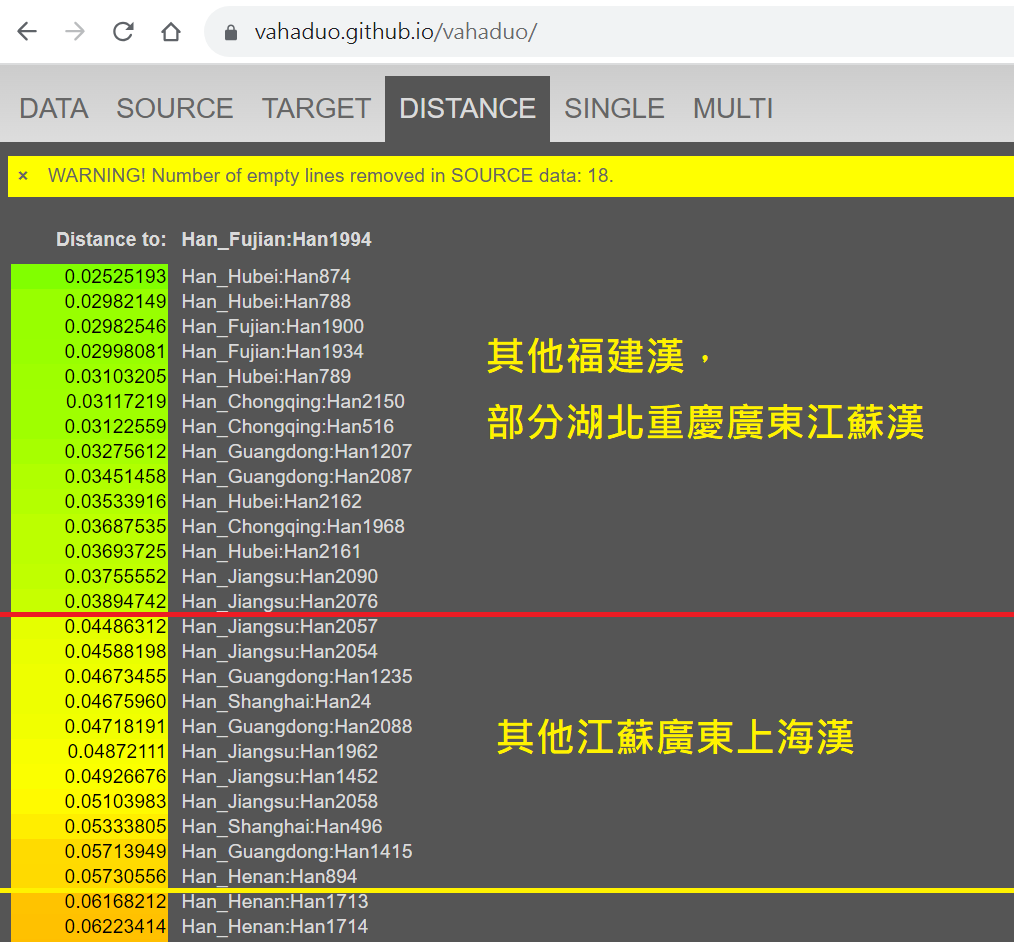 vahaduo.github.io/vahaduo/
DATA SOURCE TARGET DISTANCE SINGLE MULTI
× WARNING! Number of empty lines removed in SOURCE data: 18.
Distance to: Han_Fujian:Han1994
0.02525193 Han_Hubei:Han874
0.02982149 Han_Hubei:Han788
0.02982546 Han_Fujian:Han1900
0.02998081 Han_Fujian:Han1934
0.03103205 Han_Hubei:Han789
0.03117219 Han_Chongqing:Han2150
0.03122559 Han_Chongqing:Han516
0.03275612 Han_Guangdong:Han1207
0.03451458 Han_Guangdong:Han2087
0.03533916 Han_Hubei:Han2162
0.03687535 Han_Chongqing:Han1968
0.03693725 Han_Hubei:Han2161
0.03755552 Han_Jiangsu:Han2090
0.03894742 Han_Jiangsu:Han2076
其他福建漢，
部分湖北重慶廣東江蘇漢
0.04486312 Han_Jiangsu:Han2057
0.04588198 Han_Jiangsu:Han2054
0.04673455 Han_Guangdong:Han1235
0.04675960 Han_Shanghai:Han24
0.04718191 Han_Guangdong:Han2088
0.04872111 Han_Jiangsu:Han1962
0.04926676 Han_Jiangsu:Han1452
0.05103983 Han_Jiangsu:Han2058
0.05333805 Han_Shanghai:Han496
0.05713949 Han_Guangdong:Han1415
0.05730556 Han_Henan:Han894
其他江蘇廣東上海漢
0.06168212 Han_Henan:Han1713
0.06223414 Han_Henan:Han1714